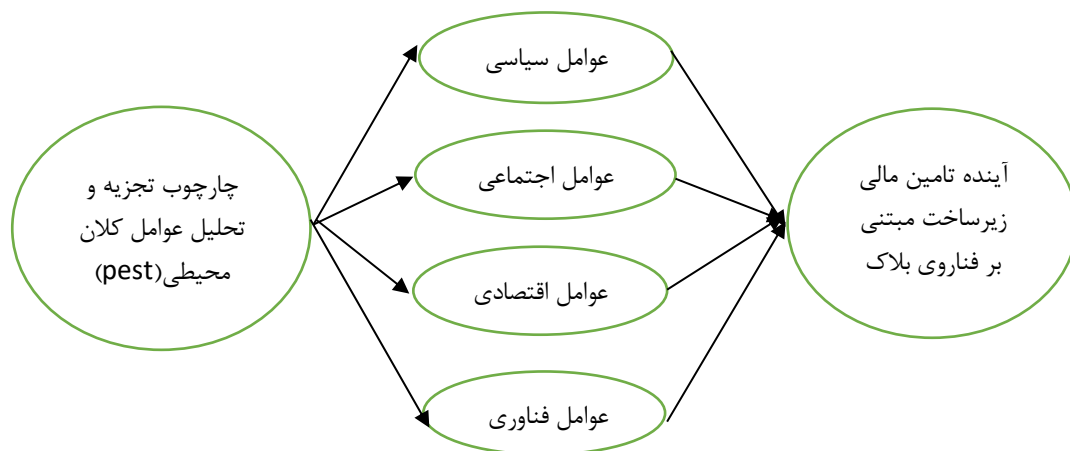 عوامل سیاسی
چارچوب تجزیه و
تحلیل عوامل کلان
محیطی(pest)
عوامل اجتماعی
عوامل اقتصادی
عوامل فناوری
آینده تامین مالی
زیرساخت مبتنی
بر فناروی بلاک